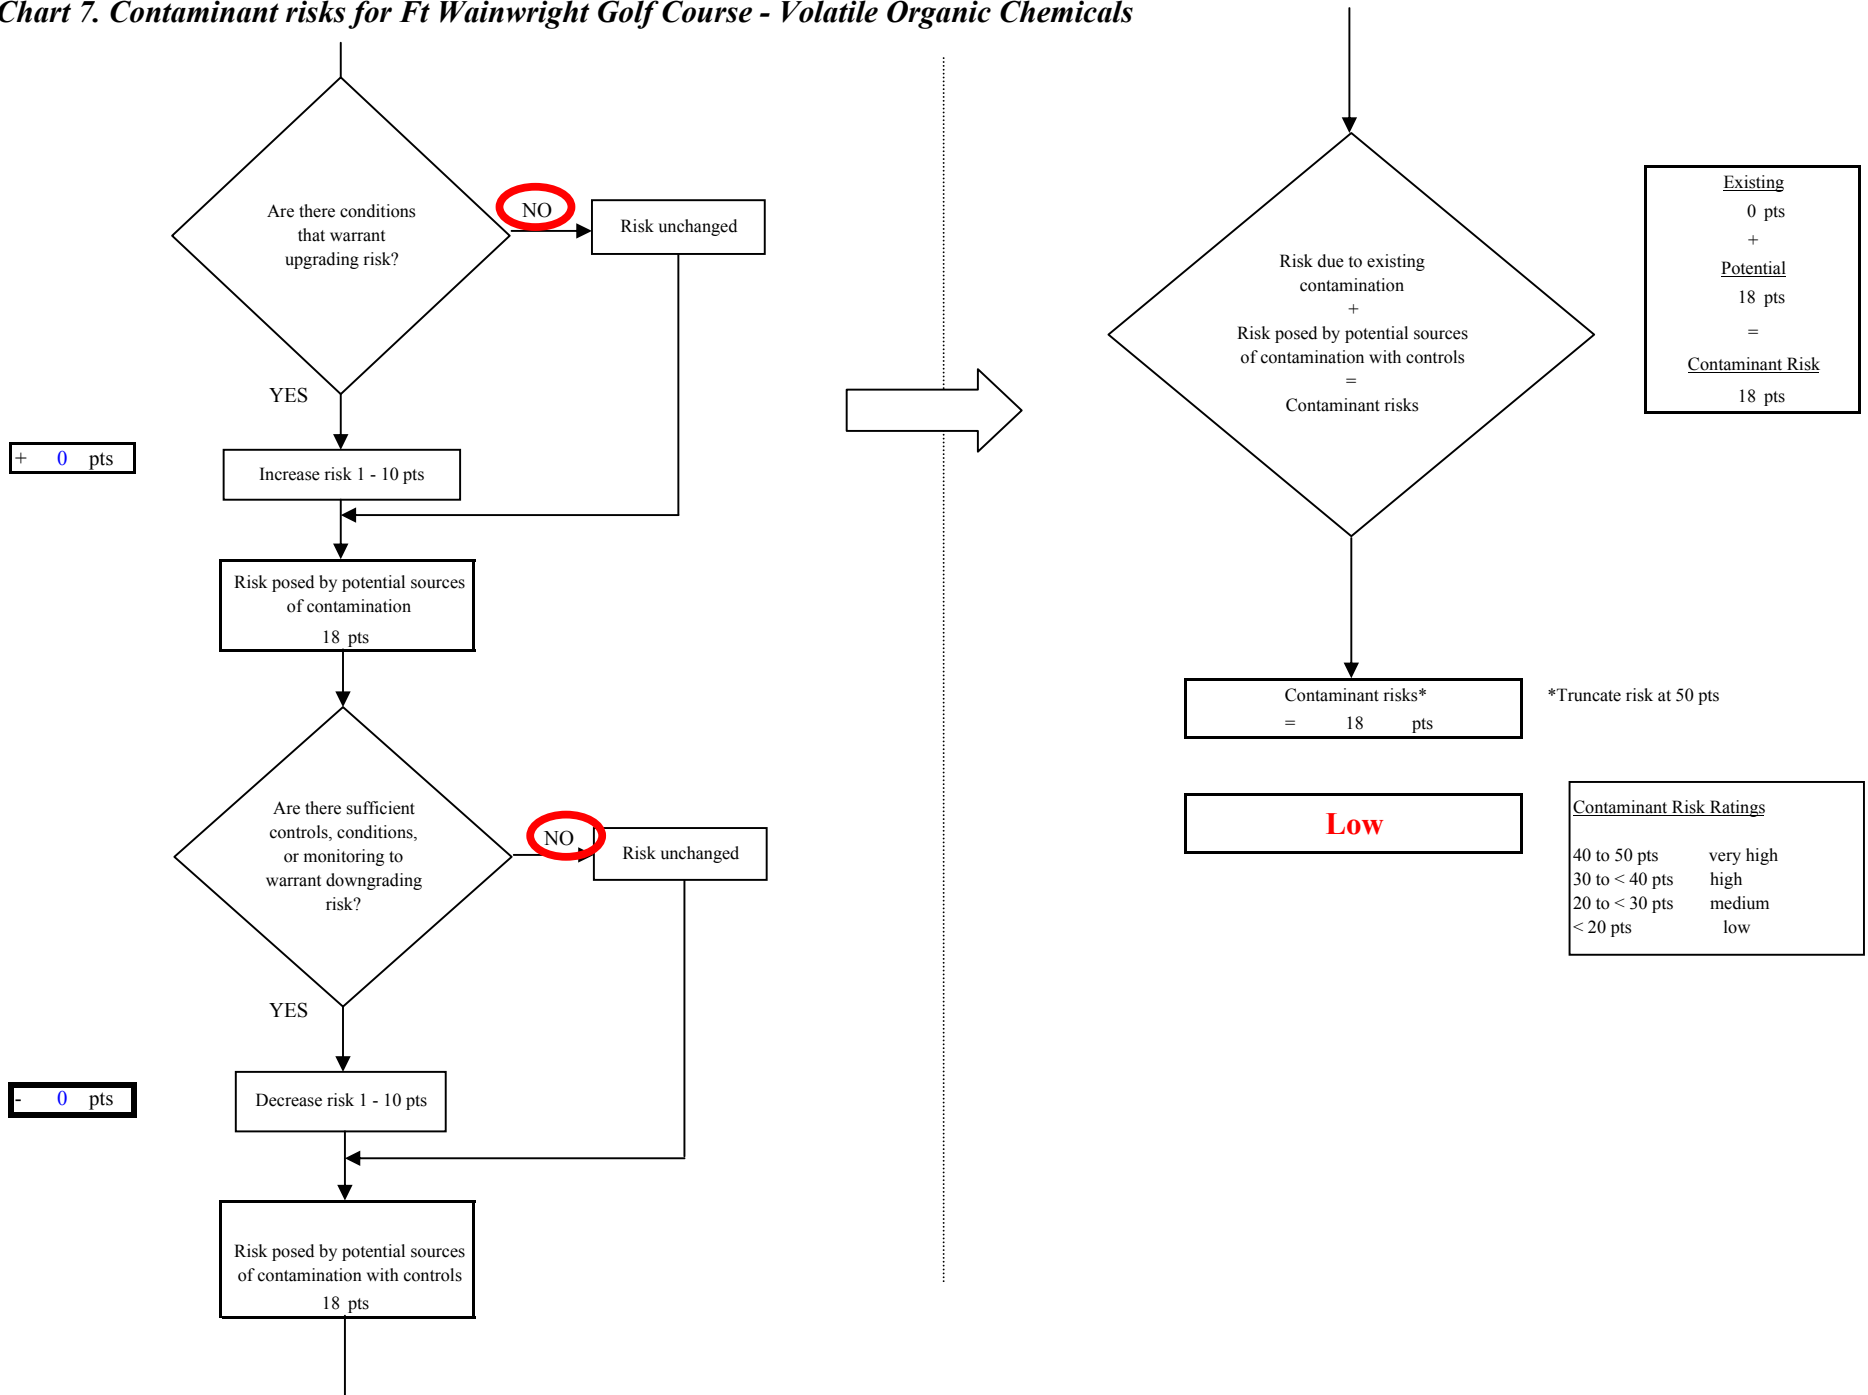 Chart 7. Contaminant risks for Ft Wainwright Golf Course - Volatile Organic Chemicals
Are there conditions
that warrant
upgrading risk?
NO
Risk unchanged
YES
+ 0 pts
Increase risk 1 - 10 pts
Risk posed by potential sources
of contamination
18 pts
Are there sufficient
controls, conditions,
or monitoring to
warrant downgrading
risk?
NO
Risk unchanged
YES
- 0 pts
Decrease risk 1 - 10 pts
Risk posed by potential sources
of contamination with controls
18 pts
Risk due to existing
contamination
+
Risk posed by potential sources
of contamination with controls
=
Contaminant risks
Existing
0 pts
+
Potential
18 pts
=
Contaminant Risk
18 pts
Contaminant risks*
= 18 pts
*Truncate risk at 50 pts
Low
Contaminant Risk Ratings
40 to 50 pts very high
30 to < 40 pts high
20 to < 30 pts medium
< 20 pts low